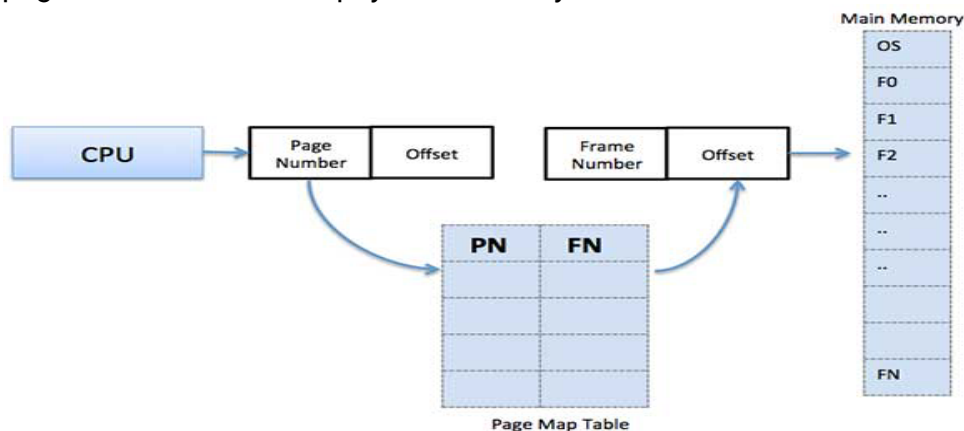 page
Main Memory
OS
F0
F1
F2
..
..
..
FN
CPU
Page
Number
Offset
Frame
Number
Offset
PN FN
Page Map Table